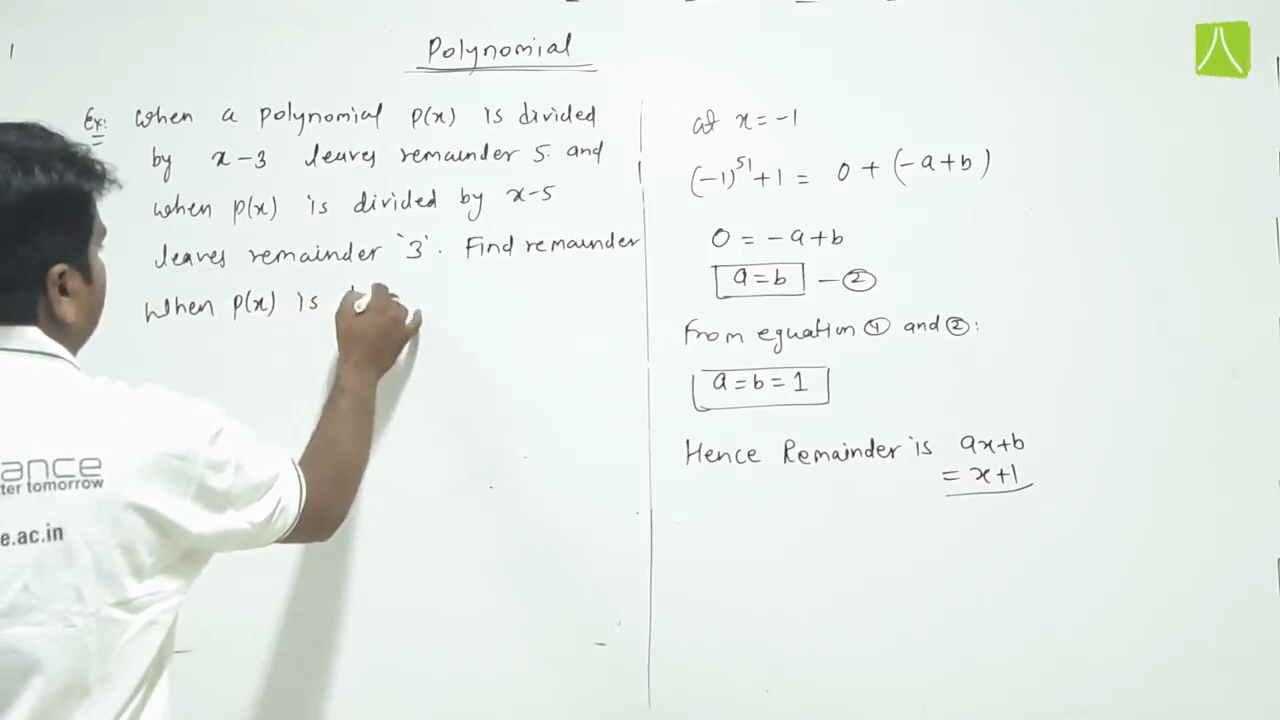 Polynomial
Ex: When a polynomial P(x) is divided
by x-3 leaves remainder 5. and
when P(x) is divided by x-5
leaves remainder '3'. Find remainder
When P(x) is
at x = -1
(-1)^51 + 1 = 0 + (-a+b)
0 = -a+b
a = b — ②
From equation ① and ②:
a = b = 1
Hence Remainder is ax+b
= x+1
ance
ter tomorrow
e.ac.in